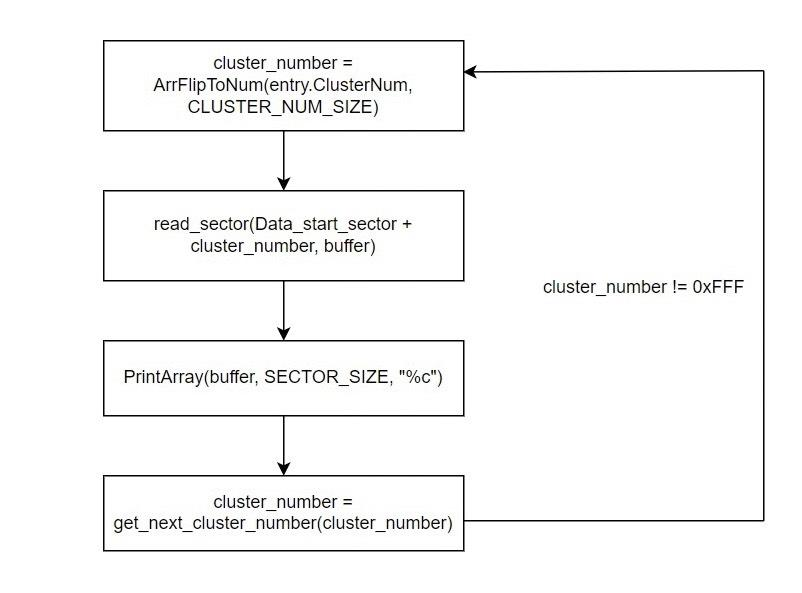 cluster_number =
ArrFlipToNum(entry.ClusterNum,
CLUSTER_NUM_SIZE)
read_sector(Data_start_sector +
cluster_number, buffer)
cluster_number != 0xFFF
PrintArray(buffer, SECTOR_SIZE, "%c")
cluster_number =
get_next_cluster_number(cluster_number)